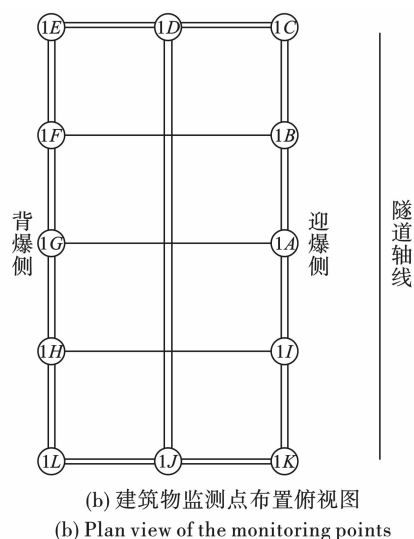 1E 1D 1C
1F 1B
背爆侧
1G 1A
迎爆侧
隧道轴线
1H 1I
1L 1J 1K
(b) 建筑物监测点布置俯视图
(b) Plan view of the monitoring points